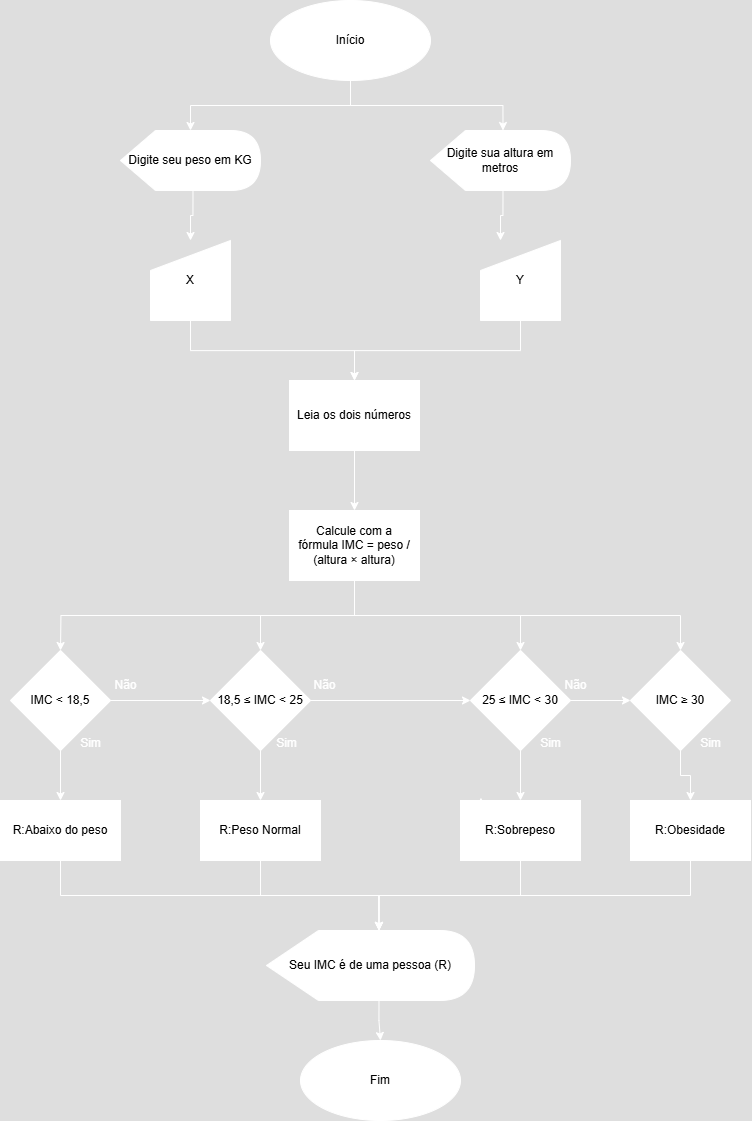 Início
Digite seu peso em KG
Digite sua altura em
metros
X
Y
Leia os dois números
Calcule com a
fórmula IMC = peso /
(altura × altura)
Não
Não
Não
IMC < 18,5
18,5 ≤ IMC < 25
25 ≤ IMC < 30
IMC ≥ 30
Sim
Sim
Sim
Sim
R:Abaixo do peso
R:Peso Normal
R:Sobrepeso
R:Obesidade
Seu IMC é de uma pessoa (R)
Fim